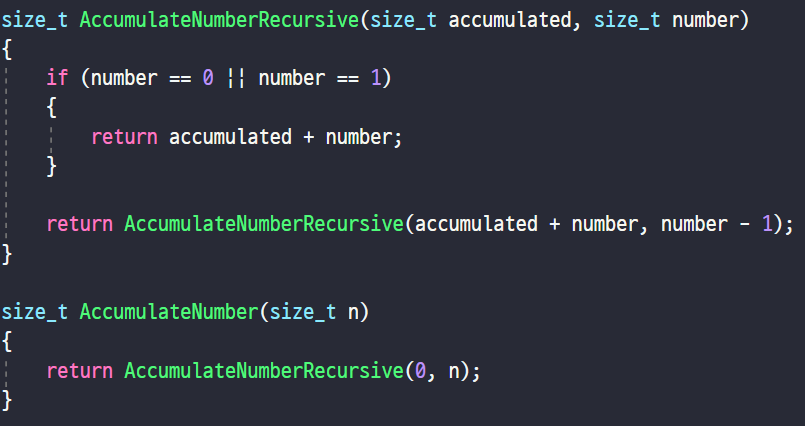 size_t AccumulateNumberRecursive(size_t accumulated, size_t number)
{
    if (number == 0 || number == 1)
    {
        return accumulated + number;
    }

    return AccumulateNumberRecursive(accumulated + number, number - 1);
}

size_t AccumulateNumber(size_t n)
{
    return AccumulateNumberRecursive(0, n);
}